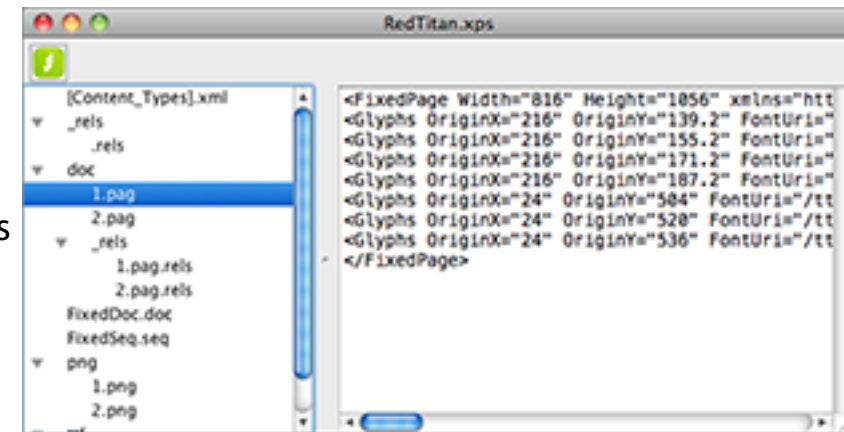 RedTitan.xps
[Content_Types].xml
_rels
.rels
doc
1.pag
2.pag
_rels
1.pag.rels
2.pag.rels
FixedDoc.doc
FixedSeq.seq
png
1.png
2.png
s
<FixedPage Width="816" Height="1056" xmlns="htt
<Glyphs OriginX="216" OriginY="139.2" FontUri="
<Glyphs OriginX="216" OriginY="155.2" FontUri="
<Glyphs OriginX="216" OriginY="171.2" FontUri="
<Glyphs OriginX="216" OriginY="187.2" FontUri="
<Glyphs OriginX="24" OriginY="504" FontUri="/tt
<Glyphs OriginX="24" OriginY="520" FontUri="/tt
<Glyphs OriginX="24" OriginY="536" FontUri="/tt
</FixedPage>